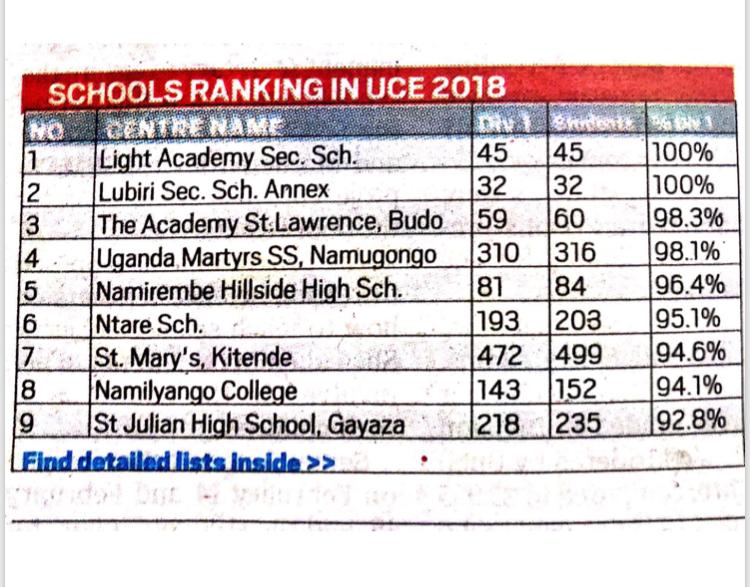 SCHOOLS RANKING IN UCE 2018
NO CENTRE NAME Div 1 Students % Div 1
1 Light Academy Sec. Sch. 45 45 100%
2 Lubiri Sec. Sch. Annex 32 32 100%
3 The Academy St.Lawrence, Budo 59 60 98.3%
4 Uganda Martyrs SS, Namugongo 310 316 98.1%
5 Namirembe Hillside High Sch. 81 84 96.4%
6 Ntare Sch. 193 203 95.1%
7 St. Mary's, Kitende 472 499 94.6%
8 Namilyango College 143 152 94.1%
9 St Julian High School, Gayaza 218 235 92.8%
Find detailed lists inside >>